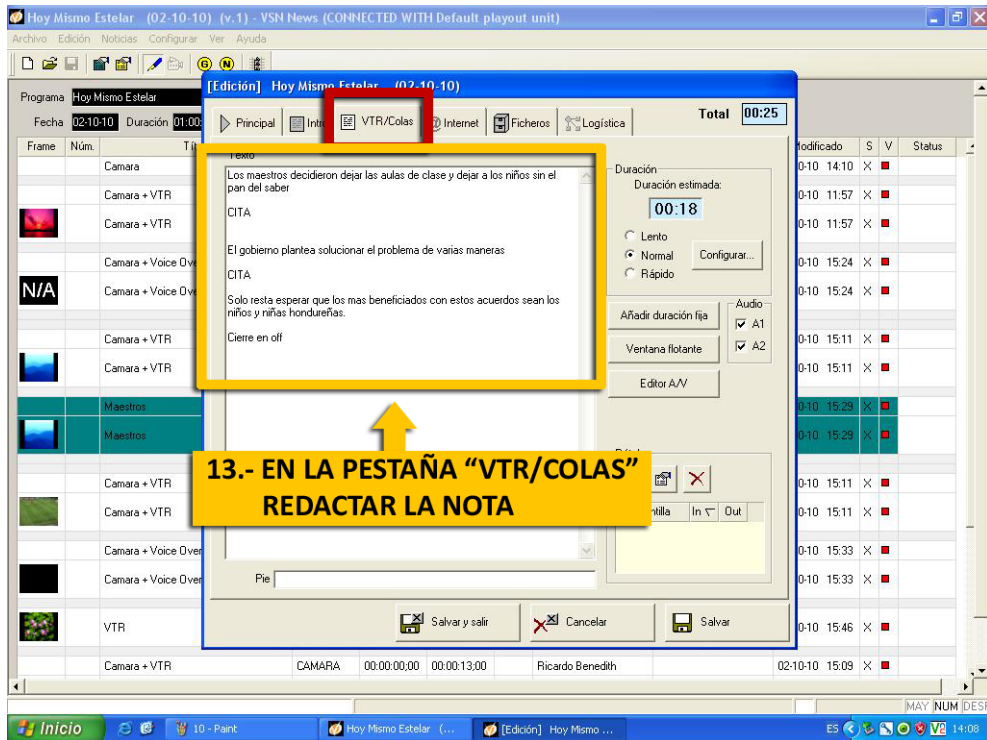 Hoy Mismo Estelar (02-10-10) (v.1) - VSN News (CONNECTED WITH Default playout unit)
Archivo Edición Noticias Configurar Ver Ayuda
Programa Hoy Mismo Estelar
Fecha 02-10-10 Duración 01:00:
Frame Núm. Tít
Modificado S V Status
[Edición] Hoy Mismo Estelar (02-10-10)
Principal Intro VTR/Colas Internet Ficheros Logística Total 00:25
Texto
Los maestros decidieron dejar las aulas de clase y dejar a los niños sin el
pan del saber
CITA
El gobierno plantea solucionar el problema de varias maneras
CITA
Solo resta esperar que los mas beneficiados con estos acuerdos sean los
niños y niñas hondureñas.
Cierre en off
Duración
Duración estimada:
00:18
Lento
Normal
Rápido
Configurar...
Añadir duración fija
Ventana flotante
Editor A/V
Audio
A1
A2
In Out
Pie
Salvar y salir Cancelar Salvar
13.- EN LA PESTAÑA “VTR/COLAS”
REDACTAR LA NOTA
Camara 0-10 14:10 X
Camara + VTR 0-10 11:57 X
Camara + VTR 0-10 11:57 X
Camara + Voice Ove 0-10 15:24 X
N/A Camara + Voice Ove 0-10 15:24 X
Camara + VTR 0-10 15:11 X
Camara + VTR 0-10 15:11 X
Maestros 0-10 15:29 X
Maestros 0-10 15:29 X
Camara + VTR 0-10 15:11 X
Camara + VTR 0-10 15:11 X
Camara + Voice Over 0-10 15:33 X
Camara + Voice Over 0-10 15:33 X
VTR 0-10 15:46 X
Camara + VTR CAMARA 00:00:00;00 00:00:13;00 Ricardo Benedith 02-10-10 15:09 X
MAY NUM DESP
Inicio 10 - Paint Hoy Mismo Estelar (... [Edición] Hoy Mismo ... ES 14:08